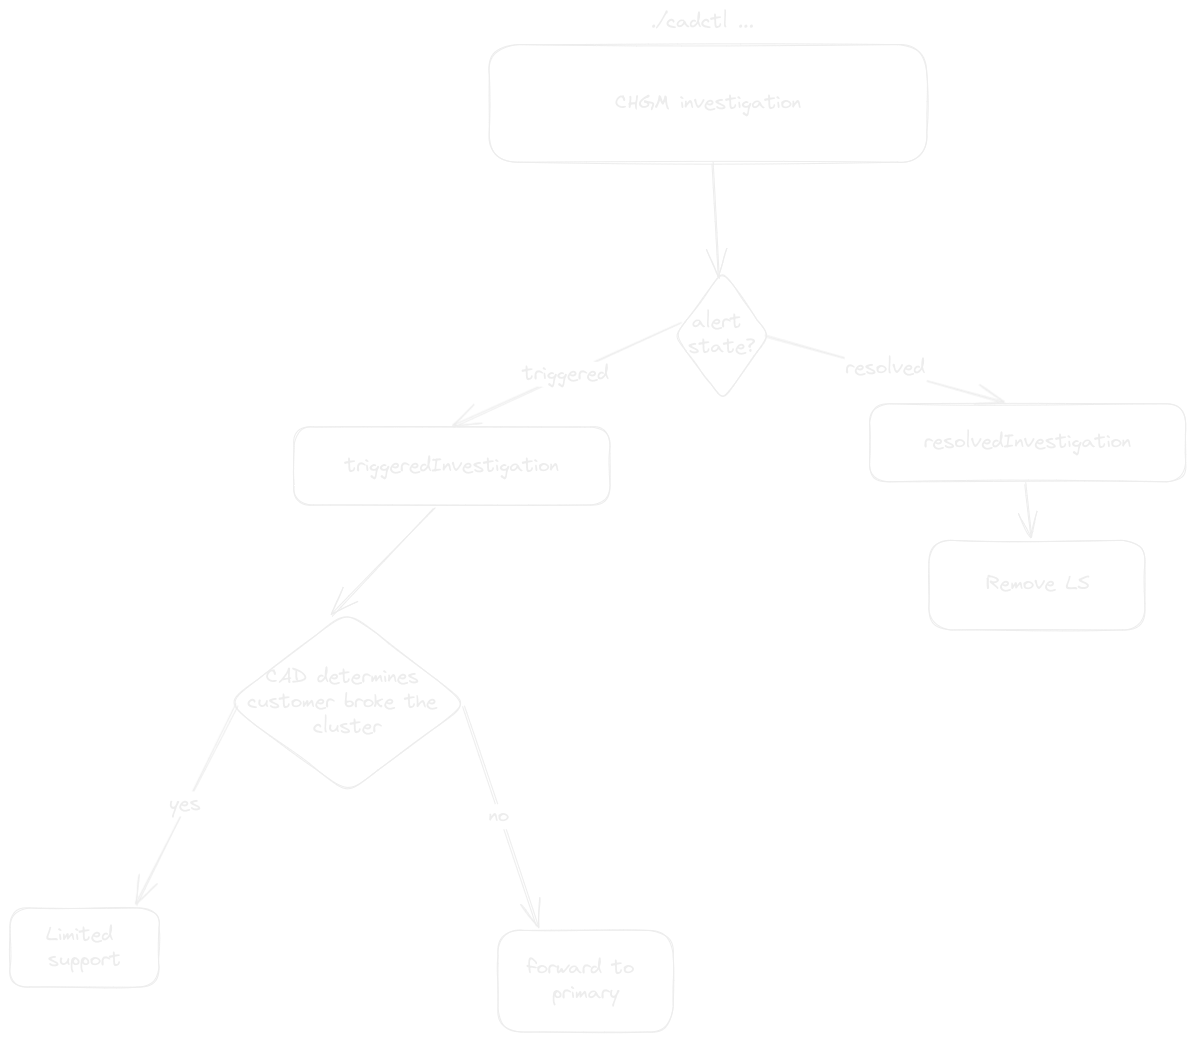 ./cadctl ...
CHGM investigation
alert
state?
triggered
resolved
triggeredInvestigation
resolvedInvestigation
Remove LS
CAD determines
customer broke the
cluster
yes
no
Limited
support
forward to
primary